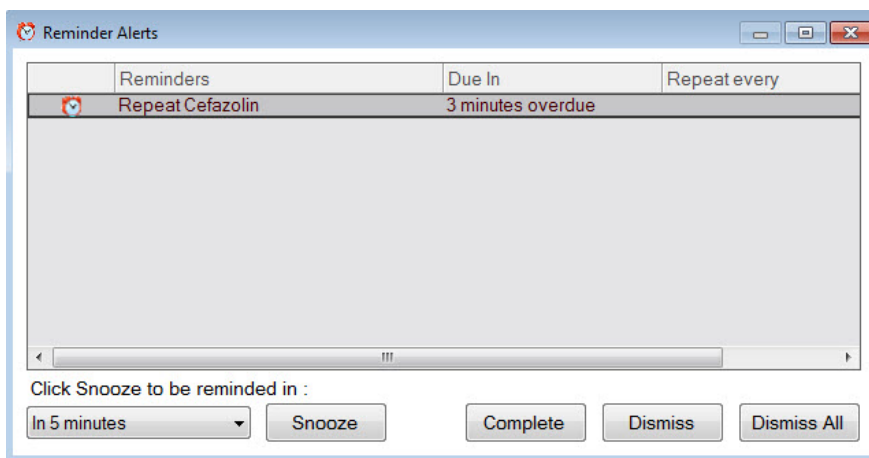 Reminder Alerts
Reminders Due In Repeat every
Repeat Cefazolin 3 minutes overdue
Click Snooze to be reminded in :
In 5 minutes Snooze Complete Dismiss Dismiss All